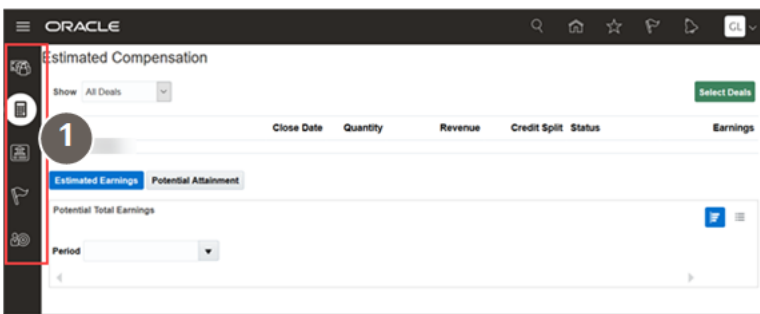 ORACLE GL
Estimated Compensation
Show All Deals Select Deals
Close Date Quantity Revenue Credit Split Status Earnings
1
Estimated Earnings Potential Attainment
Potential Total Earnings
Period